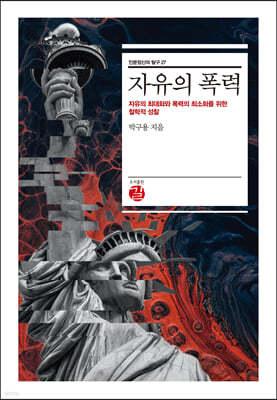 인문정신의 탐구 27
자유의 폭력
자유의 최대화와 폭력의 최소화를 위한
철학적 성찰
박구용 지음
도서출판
길